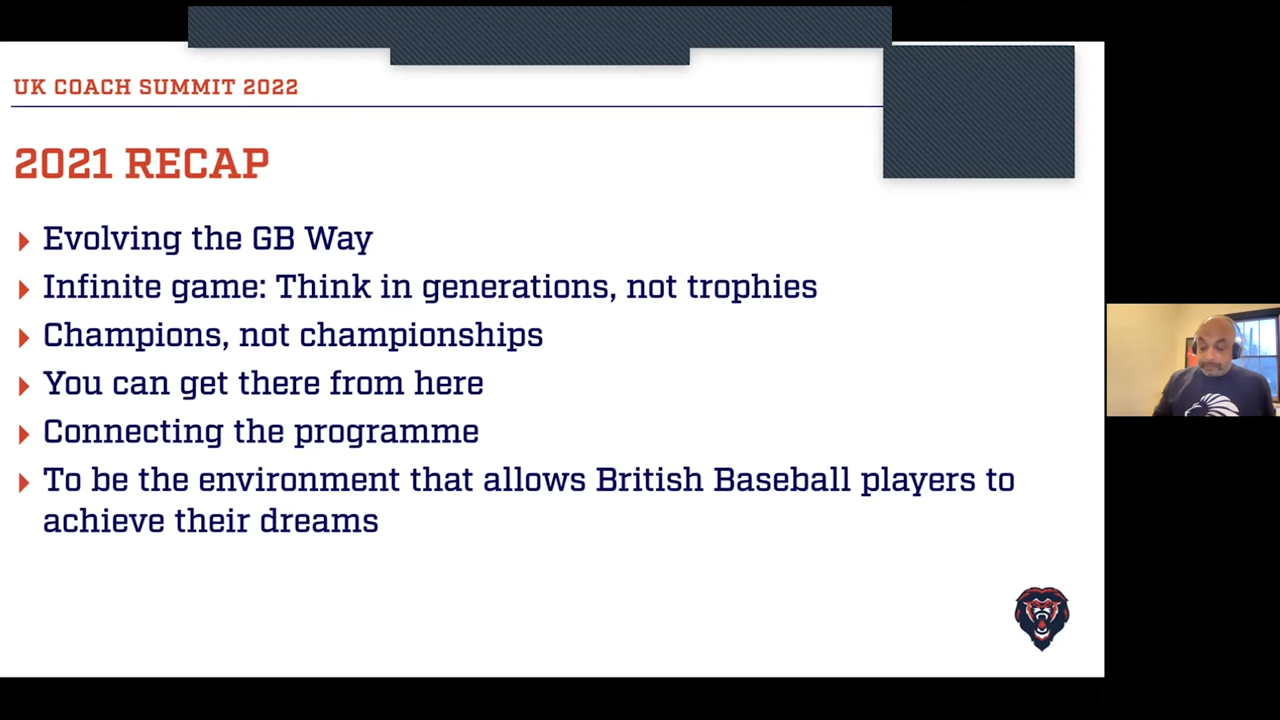 UK COACH SUMMIT 2022
2021 RECAP
Evolving the GB Way
Infinite game: Think in generations, not trophies
Champions, not championships
You can get there from here
Connecting the programme
To be the environment that allows British Baseball players to
achieve their dreams